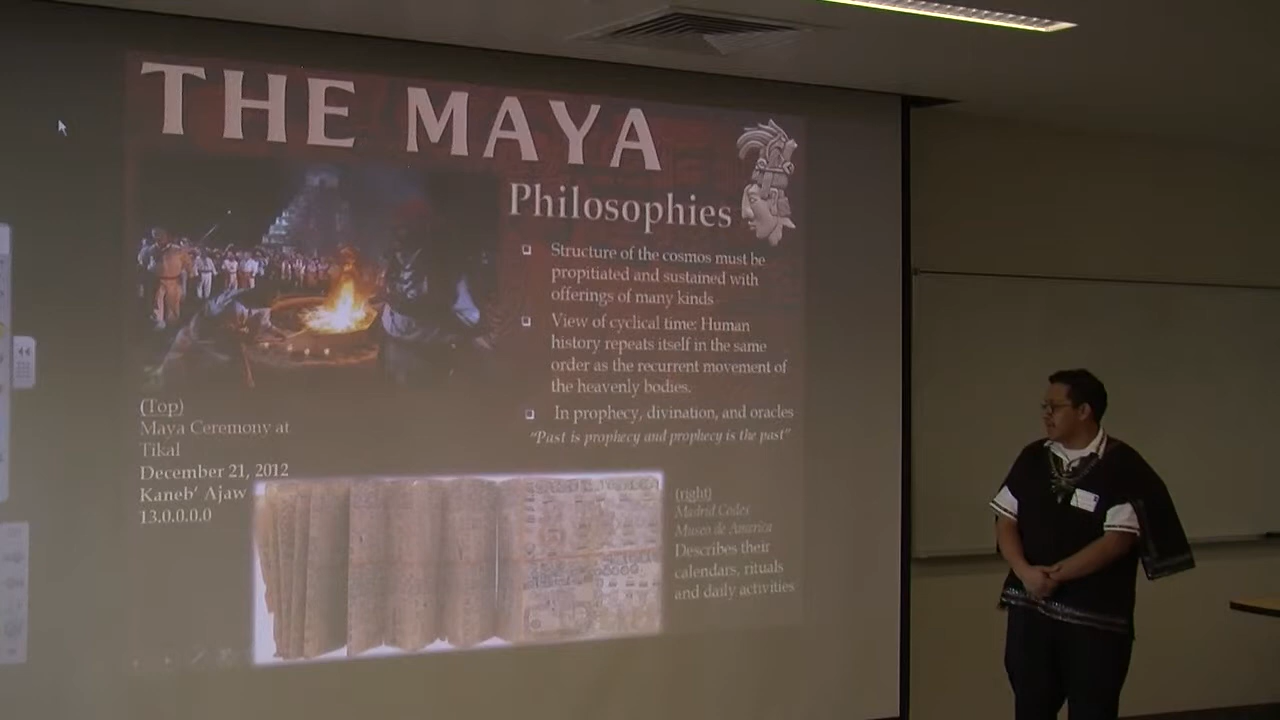 THE MAYA
Philosophies
Structure of the cosmos must be
propitiated and sustained with
offerings of many kinds
View of cyclical time: Human
history repeats itself in the same
order as the recurrent movement of
the heavenly bodies.
In prophecy, divination, and oracles
"Past is prophecy and prophecy is the past"
(Top)
Maya Ceremony at
Tikal
December 21, 2012
Kaneb' Ajaw
13.0.0.0.0
(right)
Madrid Codes
Museo de America
Describes their
calendars, rituals
and daily activities